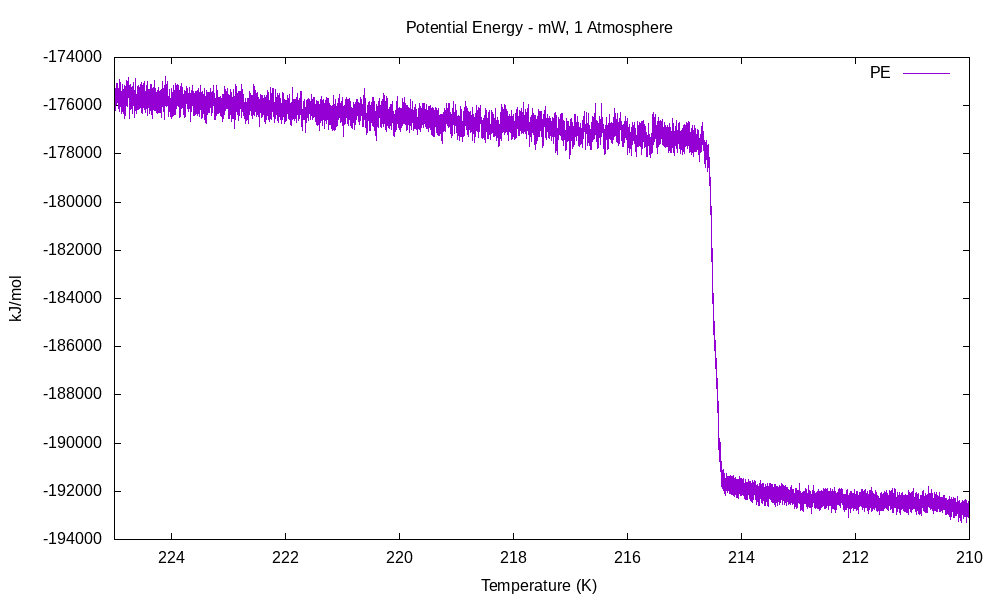 Potential Energy - mW, 1 Atmosphere
PE
-174000
-176000
-178000
-180000
-182000
-184000
-186000
-188000
-190000
-192000
-194000
kJ/mol
224 222 220 218 216 214 212 210
Temperature (K)